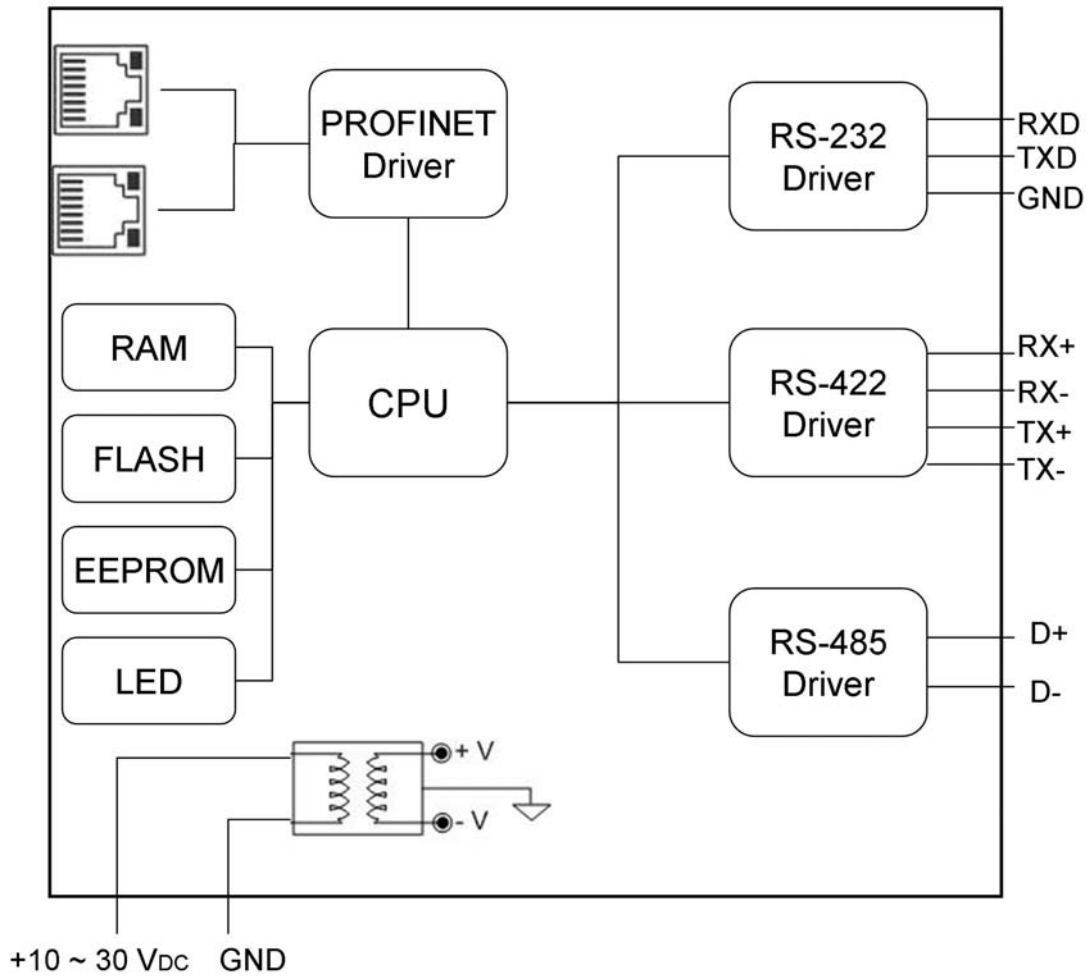 PROFINET
Driver
RS-232
Driver
RXD
TXD
GND
RAM
FLASH
EEPROM
LED
CPU
RS-422
Driver
RX+
RX-
TX+
TX-
RS-485
Driver
D+
D-
+ V
- V
+10 ~ 30 VDC GND